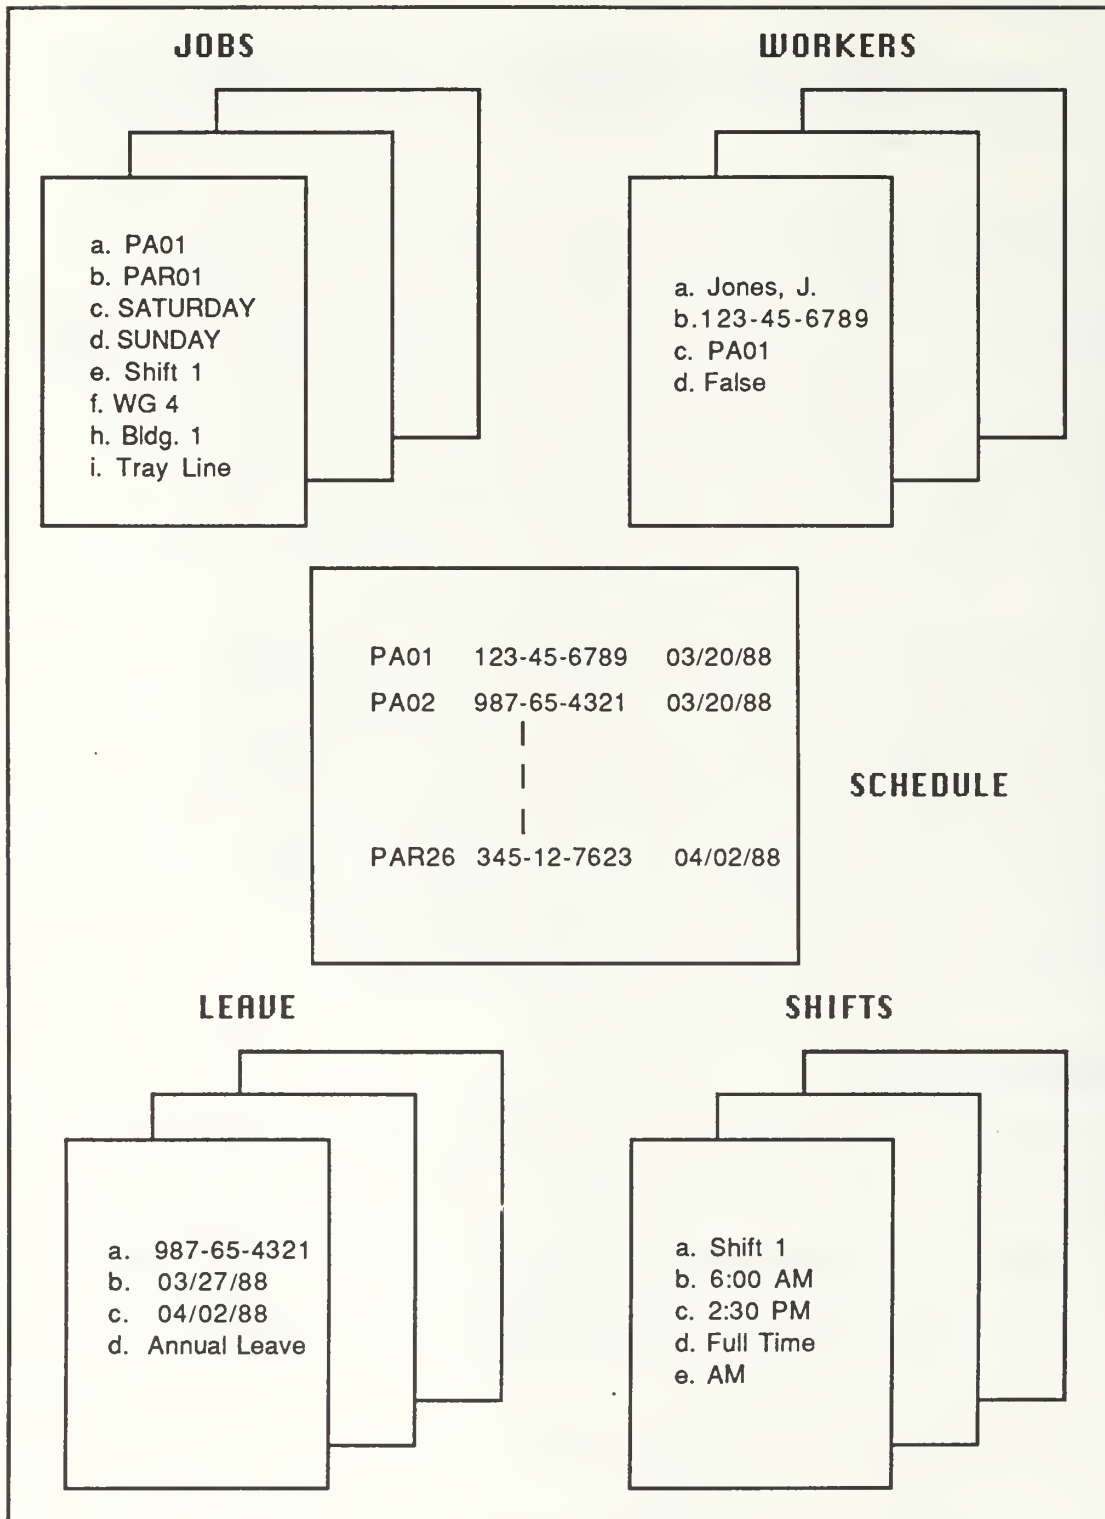 JOBS
WORKERS
a. PA01
b. PAR01
c. SATURDAY
d. SUNDAY
e. Shift 1
f. WG 4
h. Bldg. 1
i. Tray Line
a. Jones, J.
b.123-45-6789
c. PA01
d. False
PA01 123-45-6789 03/20/88
PA02 987-65-4321 03/20/88
PAR26 345-12-7623 04/02/88
SCHEDULE
LEAVE
SHIFTS
a. 987-65-4321
b. 03/27/88
c. 04/02/88
d. Annual Leave
a. Shift 1
b. 6:00 AM
c. 2:30 PM
d. Full Time
e. AM